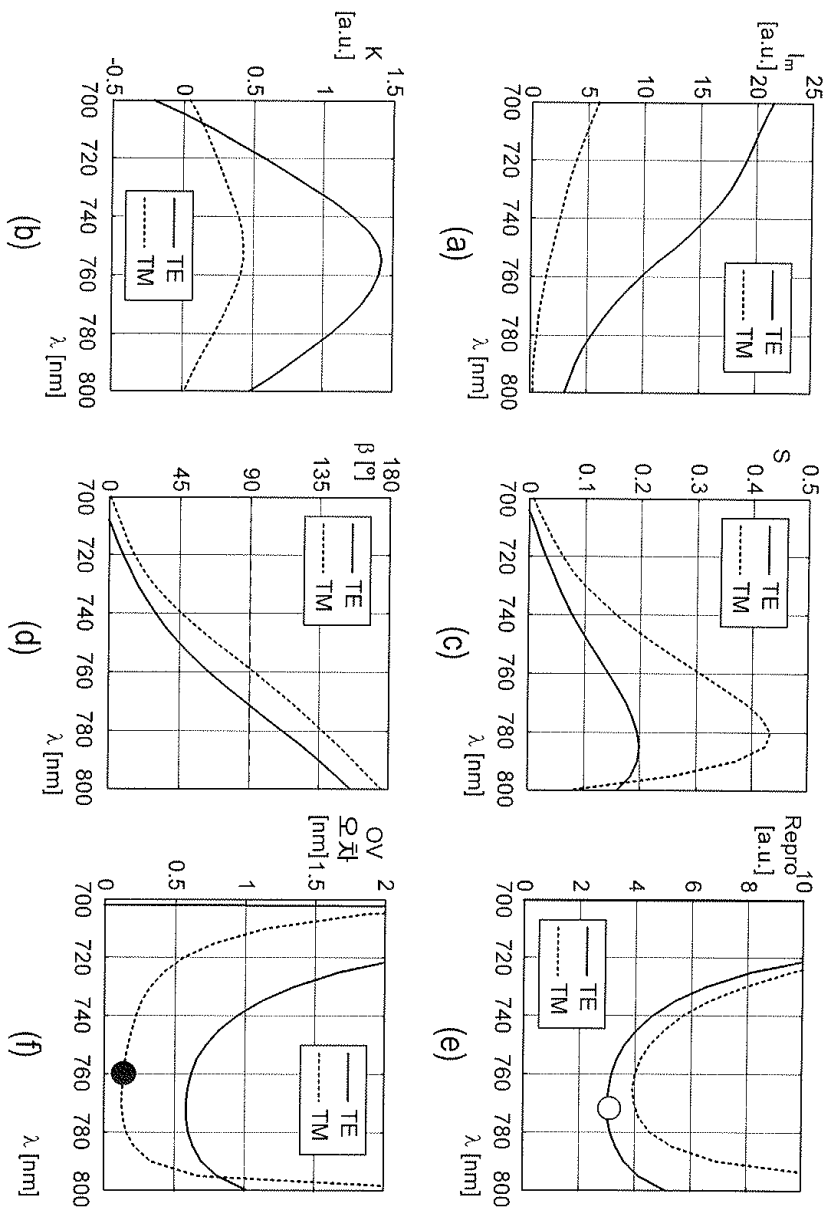 I_m
[a.u.]
25
20
15
10
5
0
700 720 740 760 780 800
λ [nm]
TE
TM
(a)
K
[a.u.]
1.5
1
0.5
0
-0.5
700 720 740 760 780 800
λ [nm]
TE
TM
(b)
S
0.5
0.4
0.3
0.2
0.1
0
700 720 740 760 780 800
λ [nm]
TE
TM
(c)
β [º]
180
135
90
45
0
700 720 740 760 780 800
λ [nm]
TE
TM
(d)
Repro
[a.u.]
10
8
6
4
2
0
700 720 740 760 780 800
λ [nm]
TE
TM
(e)
OV
오차
[nm]
2
1.5
1
0.5
0
700 720 740 760 780 800
λ [nm]
TE
TM
(f)